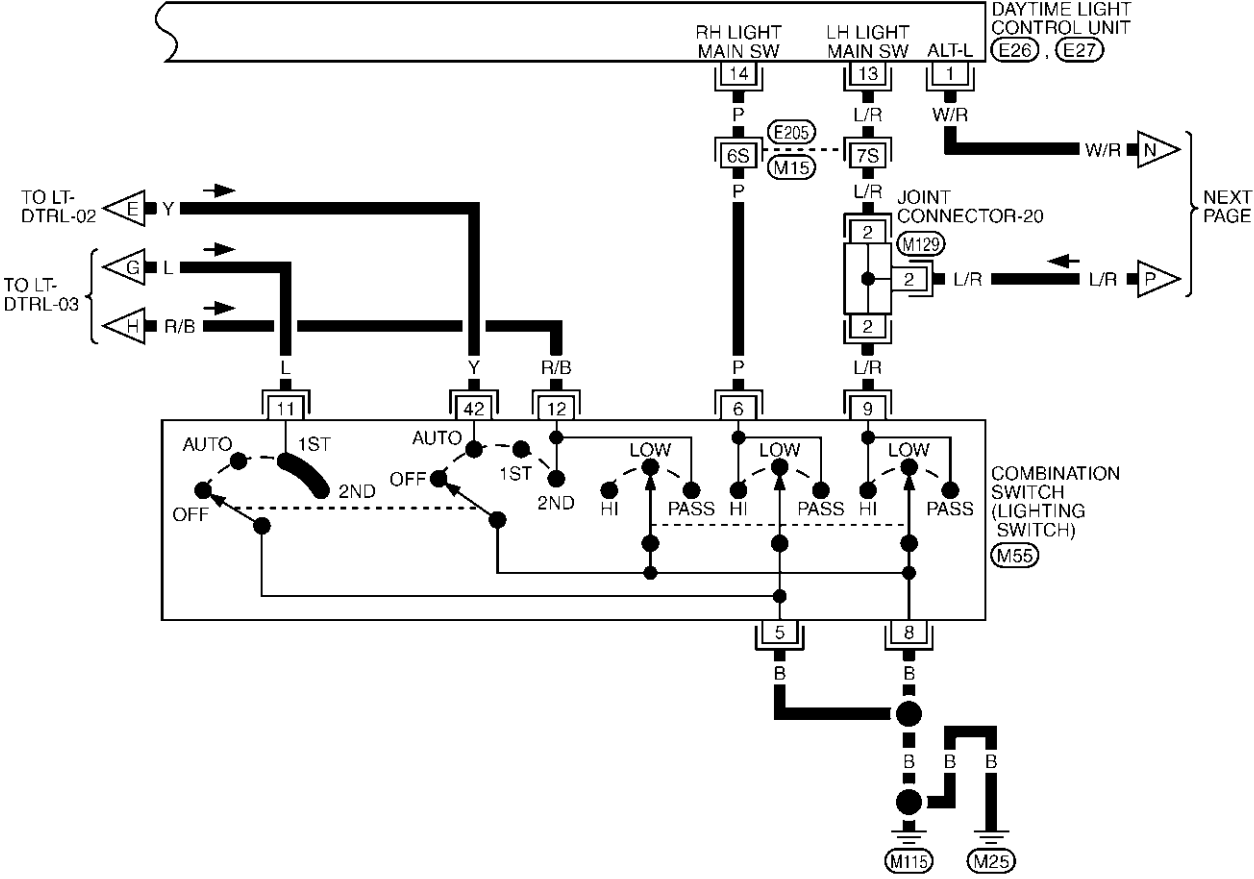 DAYTIME LIGHT
CONTROL UNIT
E26 , E27
RH LIGHT
MAIN SW
LH LIGHT
MAIN SW
ALT-L
14
13
1
P
L/R
W/R
E205
6S
7S
M15
W/R
N
P
L/R
TO LT-
DTRL-02
E
Y
JOINT
CONNECTOR-20
NEXT
PAGE
2
M129
TO LT-
DTRL-03
G
L
2
L/R
L/R
P
H
R/B
2
L
Y
R/B
P
L/R
11
42
12
6
9
AUTO
1ST
2ND
OFF
AUTO
OFF
1ST
2ND
LOW
HI
PASS
LOW
HI
PASS
LOW
HI
PASS
COMBINATION
SWITCH
(LIGHTING
SWITCH)
M55
5
8
B
B
B
B
B
M115
M25